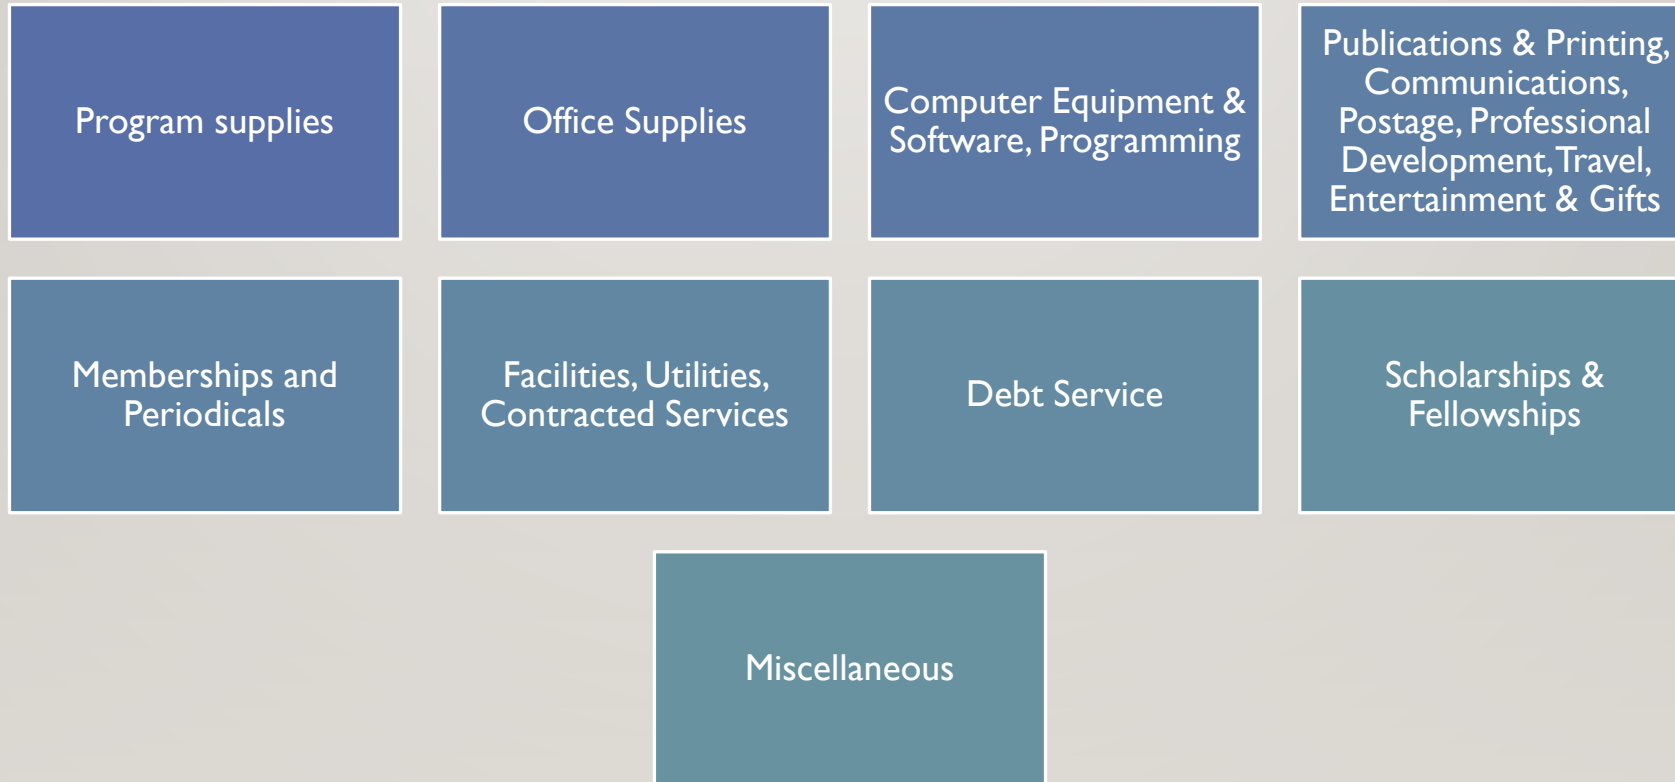 Program supplies
Office Supplies
Computer Equipment &
Software, Programming
Publications & Printing,
Communications,
Postage, Professional
Development, Travel,
Entertainment & Gifts
Memberships and
Periodicals
Facilities, Utilities,
Contracted Services
Debt Service
Scholarships &
Fellowships
Miscellaneous